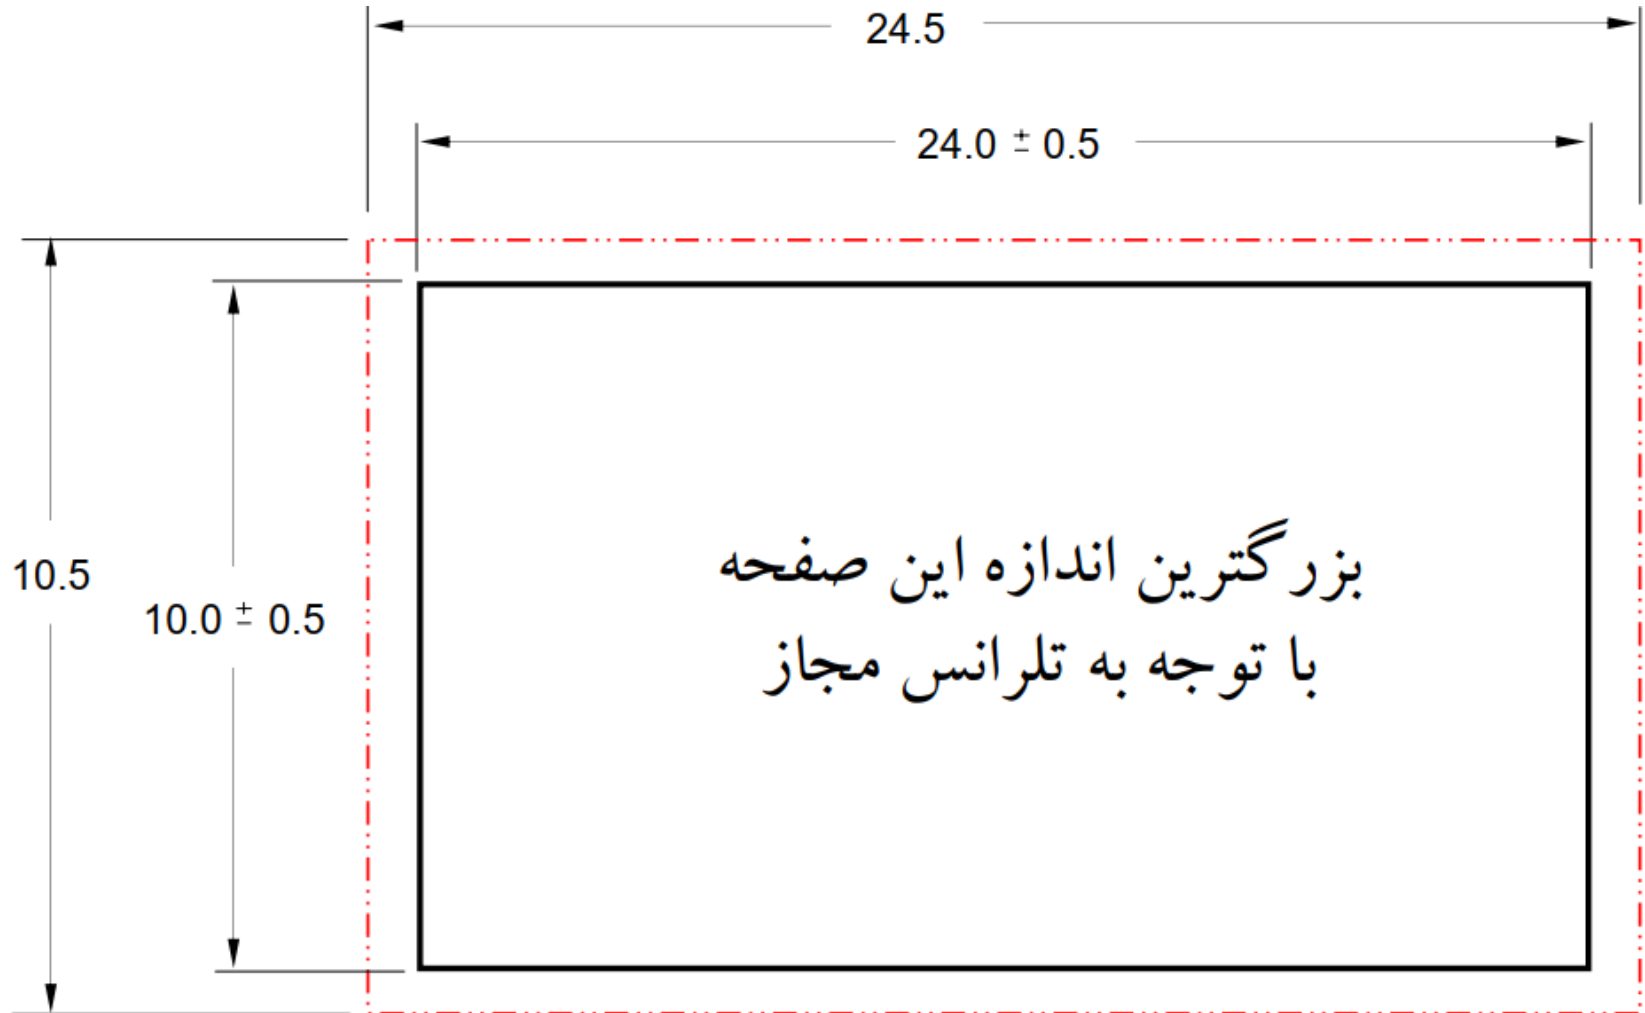 24.5
24.0 ± 0.5
10.5
10.0 ± 0.5
بزرگترین اندازه این صفحه
با توجه به تلرانس مجاز